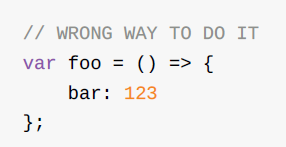 // WRONG WAY TO DO IT
var foo = () => {
    bar: 123
};